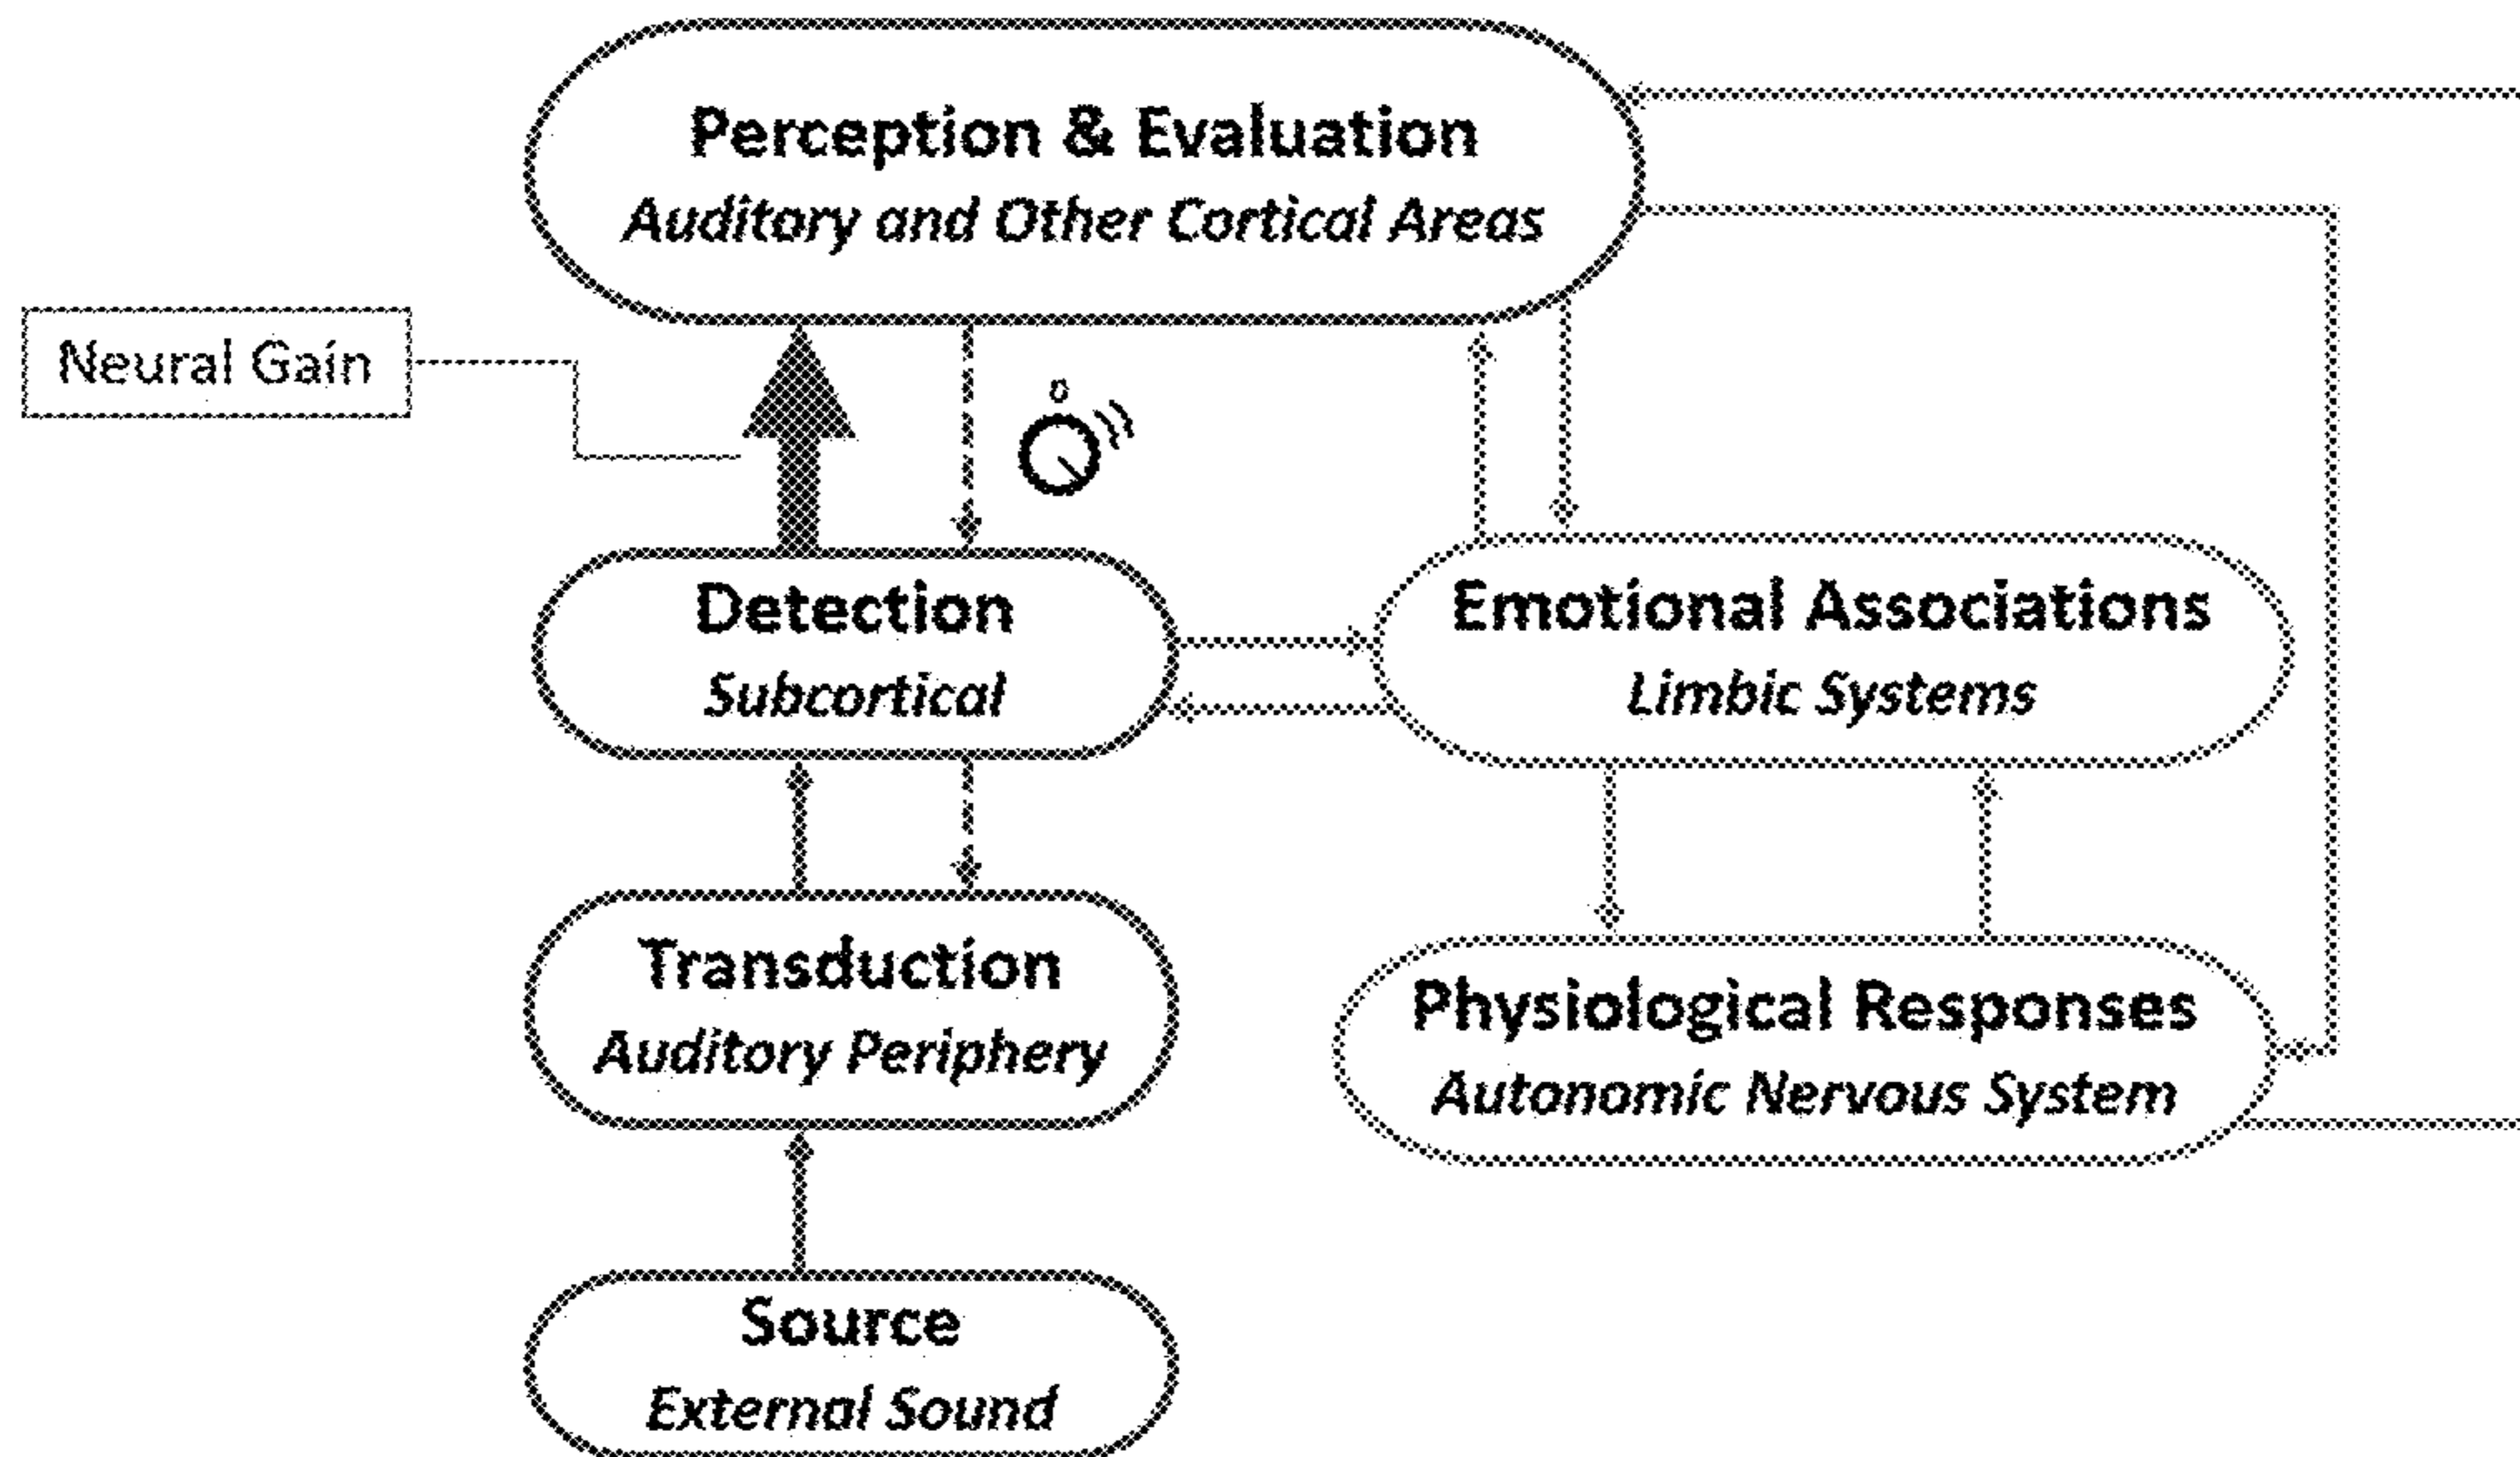 Perception & Evaluation
Auditory and Other Cortical Areas
Neural Gain
Detection
Subcortical
Emotional Associations
Limbic Systems
Transduction
Auditory Periphery
Physiological Responses
Autonomic Nervous System
Source
External Sound